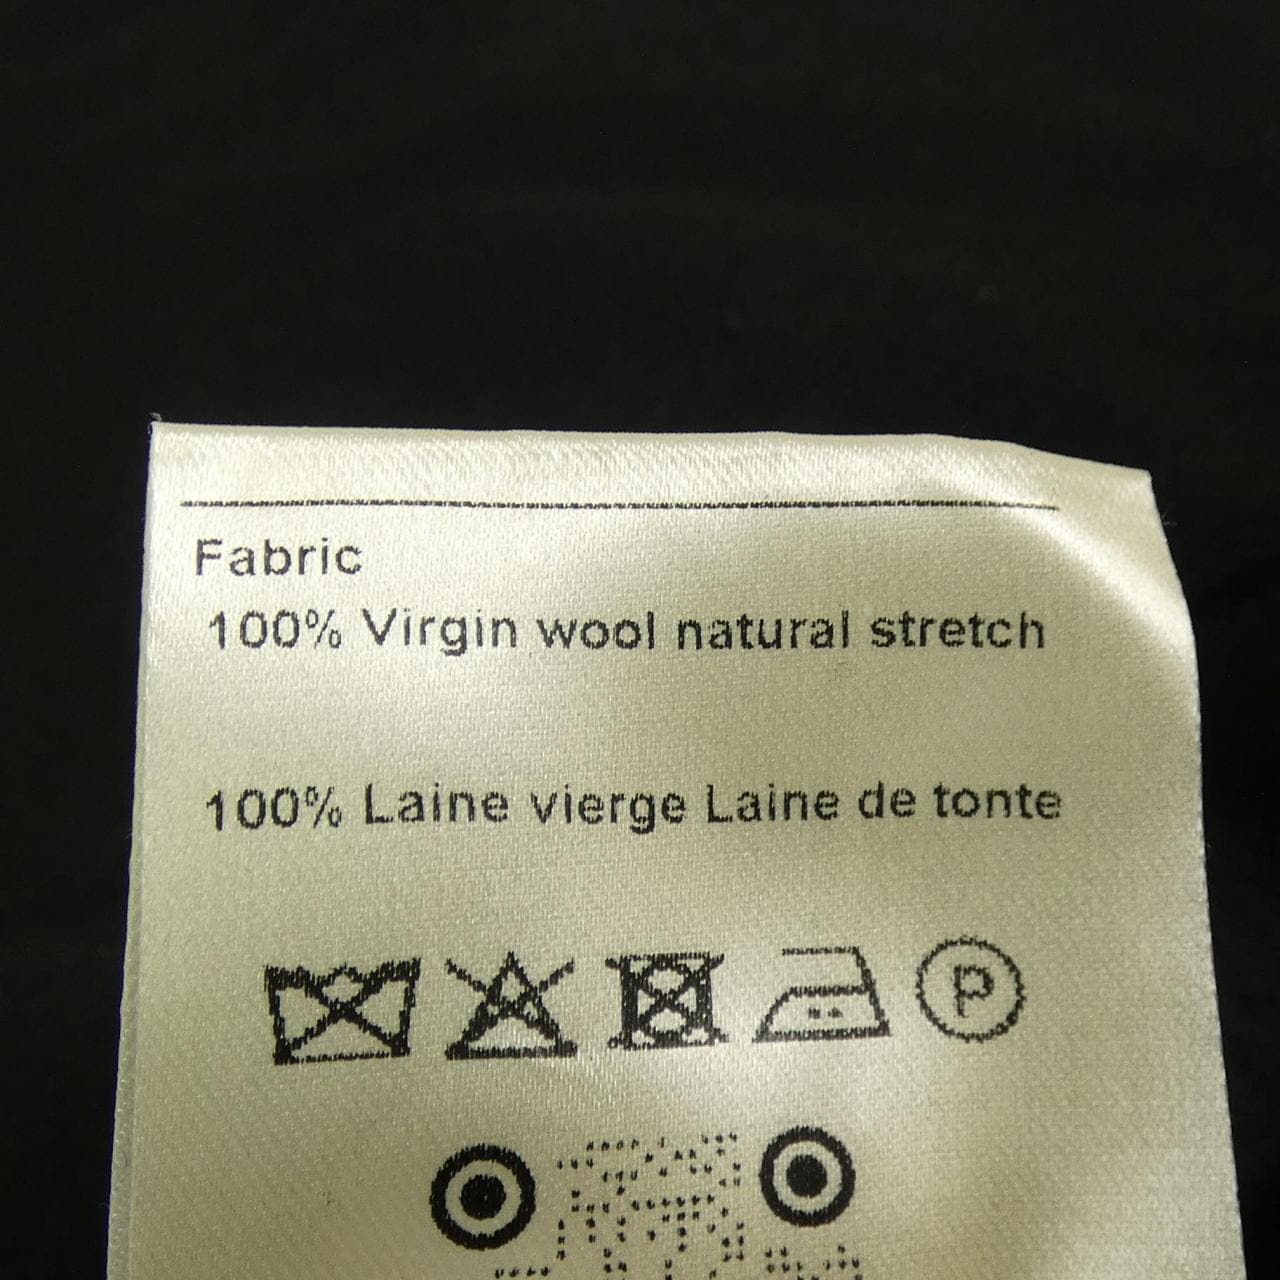 Fabric
100% Virgin wool natural stretch
100% Laine vierge Laine de tonte
P